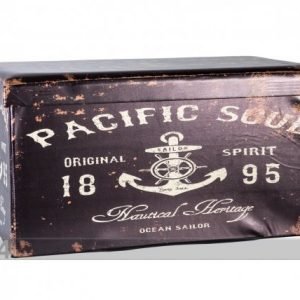 PACIFIC SOUL
ORIGINAL SPIRIT
SAILOR
18 95
Nautical Heritage
OCEAN SAILOR